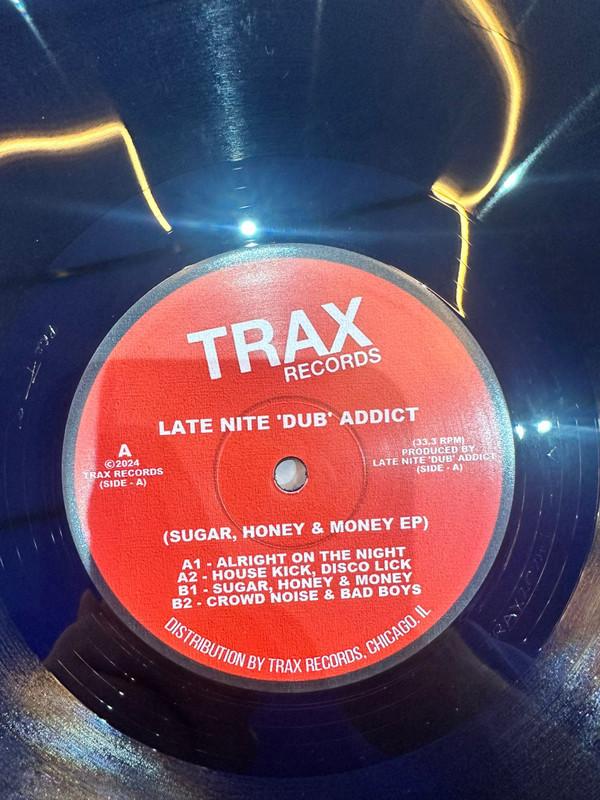 TRAX
RECORDS
LATE NITE 'DUB' ADDICT
A
©2024
TRAX RECORDS
(SIDE - A)
(33,3 RPM)
PRODUCED BY
LATE NITE 'DUB' ADDICT
(SIDE - A)
(SUGAR, HONEY & MONEY EP)
A1 - ALRIGHT ON THE NIGHT
A2 - HOUSE KICK, DISCO LICK
B1 - SUGAR, HONEY & MONEY
B2 - CROWD NOISE & BAD BOYS
DISTRIBUTION BY TRAX RECORDS, CHICAGO, IL